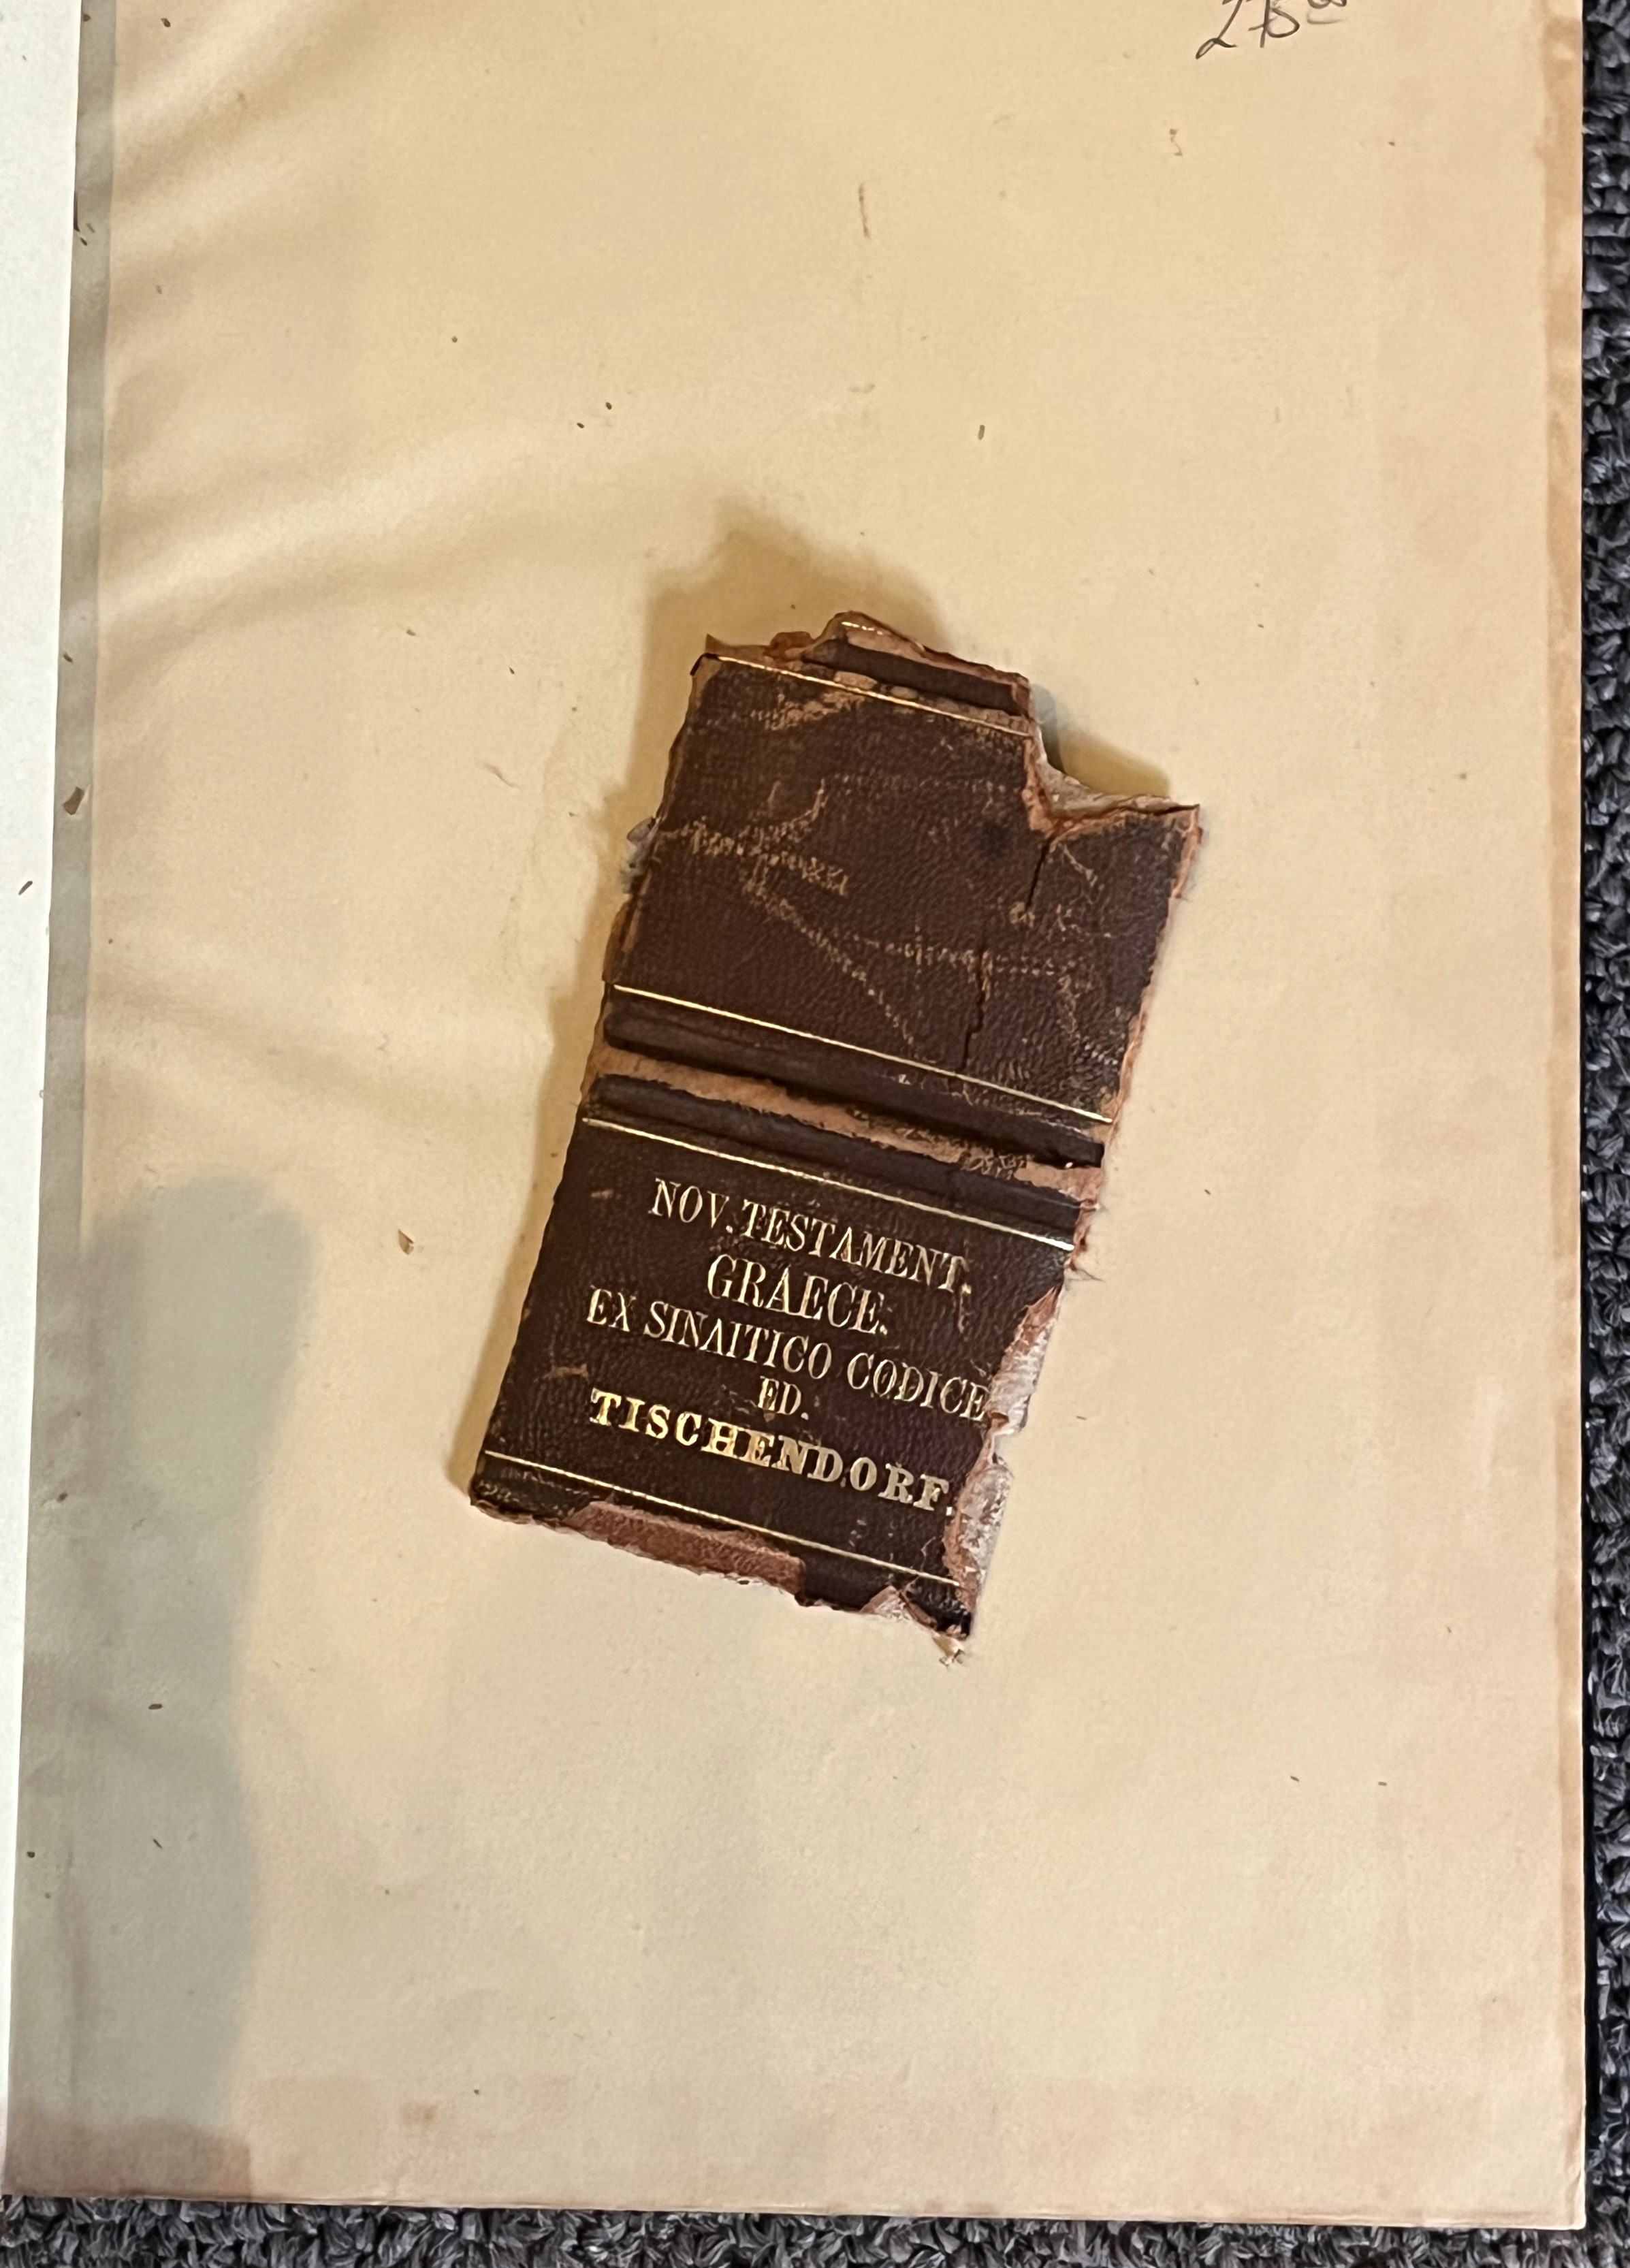 NOV. TESTAMENT.
GRAECE.
EX SINAITICO CODICE
ED.
TISCHENDORF.